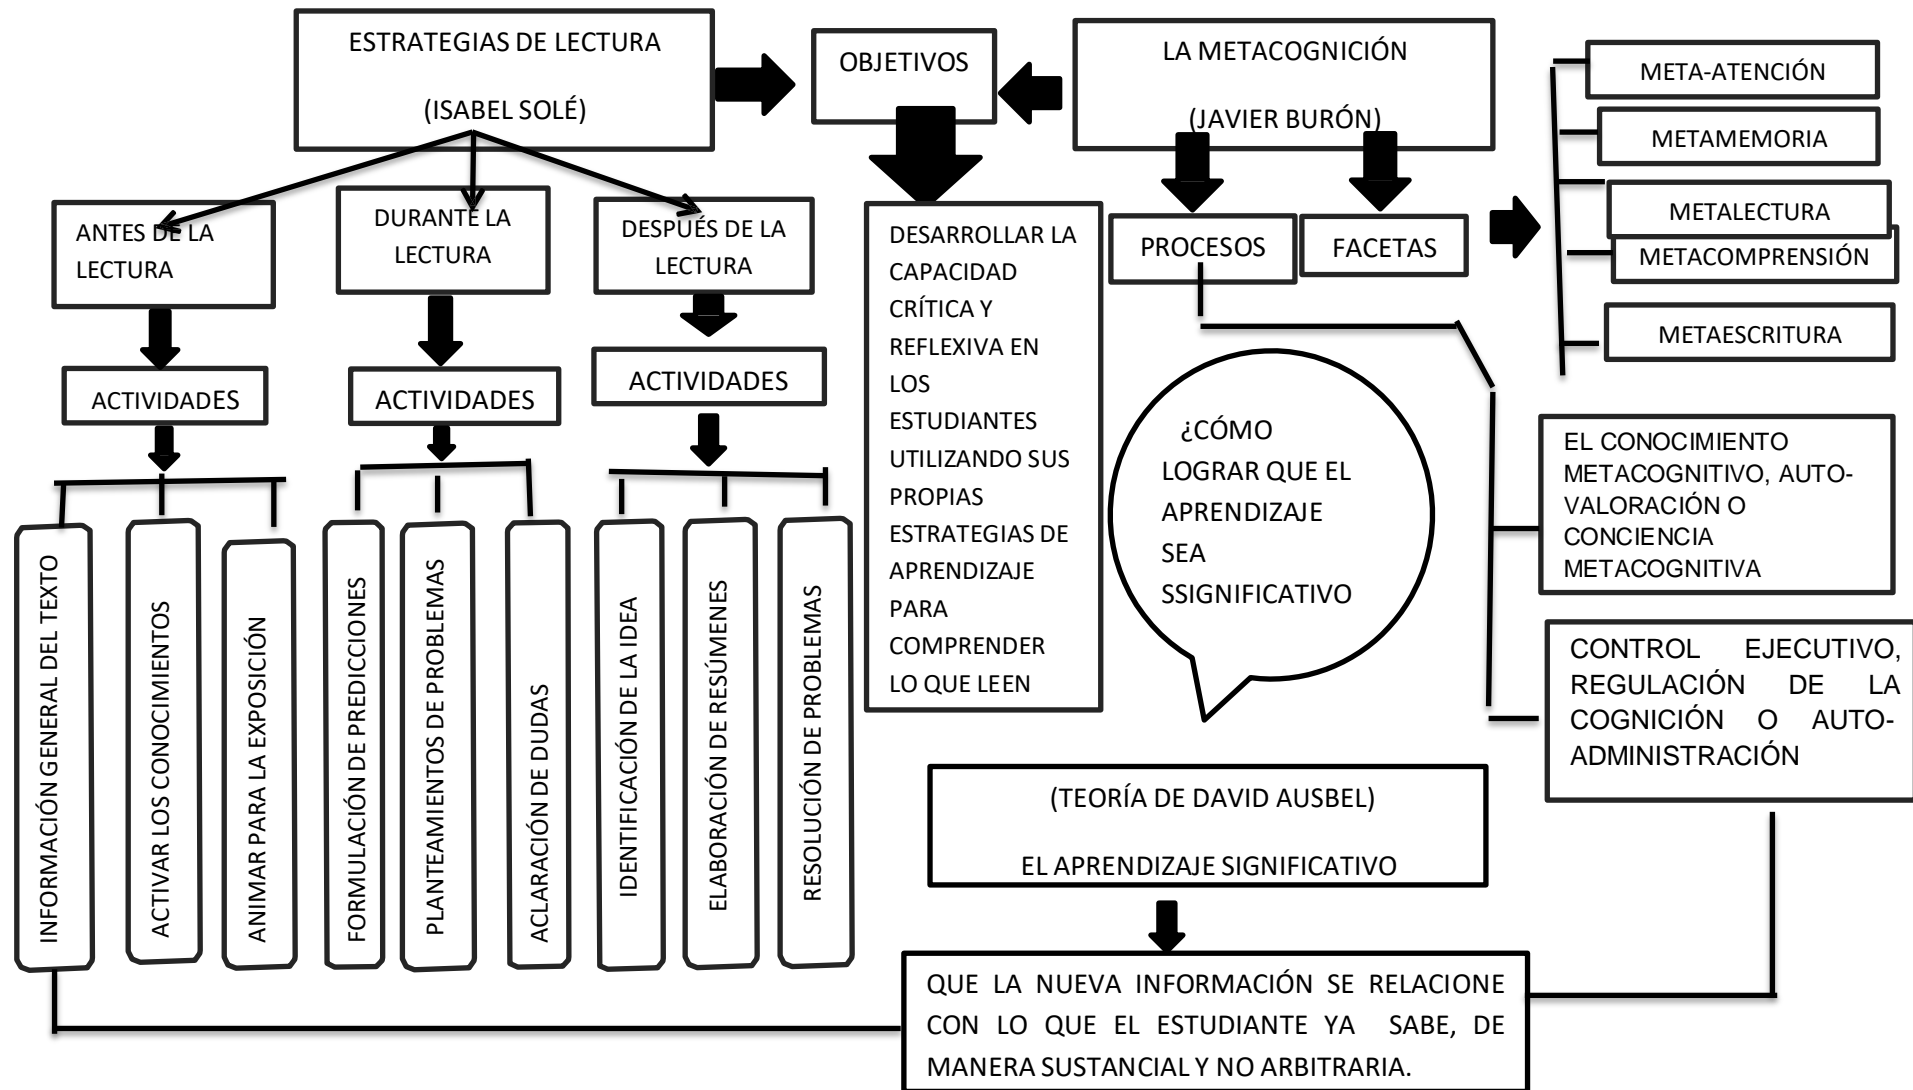 ESTRATEGIAS DE LECTURA
(ISABEL SOLÉ)
OBJETIVOS
LA METACOGNICIÓN
(JAVIER BURÓN)
META-ATENCIÓN
METAMEMORIA
METALECTURA
METACOMPRENSIÓN
METAESCRITURA
ANTES DE LA
LECTURA
DURANTE LA
LECTURA
DESPUÉS DE LA
LECTURA
DESARROLLAR LA
CAPACIDAD
CRÍTICA Y
REFLEXIVA EN
LOS
ESTUDIANTES
UTILIZANDO SUS
PROPIAS
ESTRATEGIAS DE
APRENDIZAJE
PARA
COMPRENDER
LO QUE LEEN
PROCESOS
FACETAS
ACTIVIDADES
ACTIVIDADES
ACTIVIDADES
¿CÓMO
LOGRAR QUE EL
APRENDIZAJE
SEA
SSIGNIFICATIVO
EL CONOCIMIENTO
METACOGNITIVO, AUTO-
VALORACIÓN O
CONCIENCIA
METACOGNITIVA
CONTROL EJECUTIVO,
REGULACIÓN DE LA
COGNICIÓN O AUTO-
ADMINISTRACIÓN
INFORMACIÓN GENERAL DEL TEXTO
ACTIVAR LOS CONOCIMIENTOS
ANIMAR PARA LA EXPOSICIÓN
FORMULACIÓN DE PREDICCIONES
PLANTEAMIENTOS DE PROBLEMAS
ACLARACIÓN DE DUDAS
IDENTIFICACIÓN DE LA IDEA
ELABORACIÓN DE RESÚMENES
RESOLUCIÓN DE PROBLEMAS
(TEORÍA DE DAVID AUSBEL)
EL APRENDIZAJE SIGNIFICATIVO
QUE LA NUEVA INFORMACIÓN SE RELACIONE
CON LO QUE EL ESTUDIANTE YA SABE, DE
MANERA SUSTANCIAL Y NO ARBITRARIA.